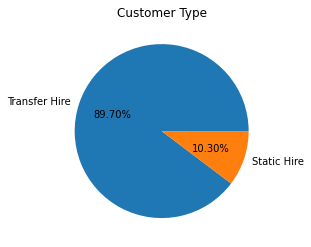 Customer Type
Transfer Hire
89.70%
10.30%
Static Hire